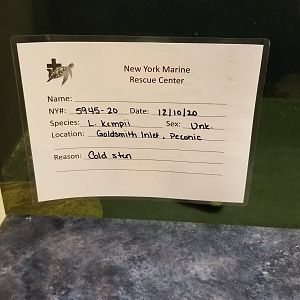 New York Marine
Rescue Center
Name:
NY#: 5945-20 Date: 12/10/20
Species: L. kempii Sex: Unk.
Location: Goldsmith Inlet, Peconic
Reason: Cold stun